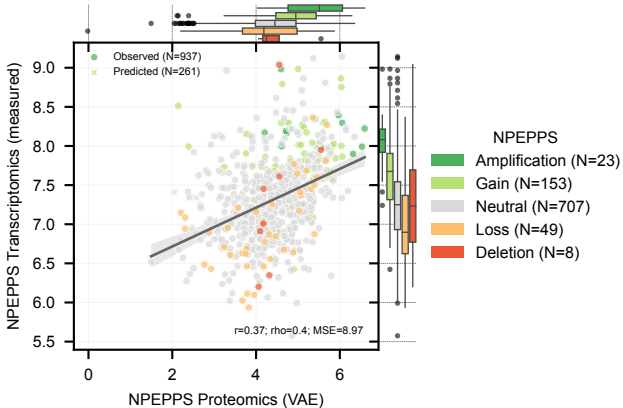 Observed (N=937)
Predicted (N=261)
9.0
8.5
8.0
7.5
7.0
6.5
6.0
5.5
NPEPPS Transcriptomics (measured)
r=0.37; rho=0.4; MSE=8.97
0 2 4 6
NPEPPS Proteomics (VAE)
NPEPPS
Amplification (N=23)
Gain (N=153)
Neutral (N=707)
Loss (N=49)
Deletion (N=8)